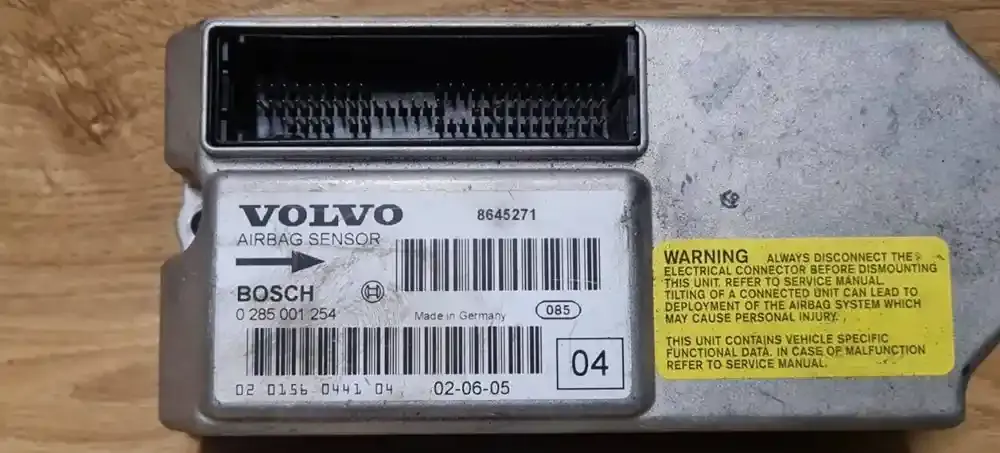 VOLVO
8645271
AIRBAG SENSOR
BOSCH
0 285 001 254
Made in Germany
085
04
02 0156 0441 04
02-06-05
WARNING ALWAYS DISCONNECT THE
ELECTRICAL CONNECTOR BEFORE DISMOUNTING
THIS UNIT. REFER TO SERVICE MANUAL.
TILTING OF A CONNECTED UNIT CAN LEAD TO
DEPLOYMENT OF THE AIRBAG SYSTEM WHICH
MAY CAUSE PERSONAL INJURY.
THIS UNIT CONTAINS VEHICLE SPECIFIC
FUNCTIONAL DATA. IN CASE OF MALFUNCTION
REFER TO SERVICE MANUAL.